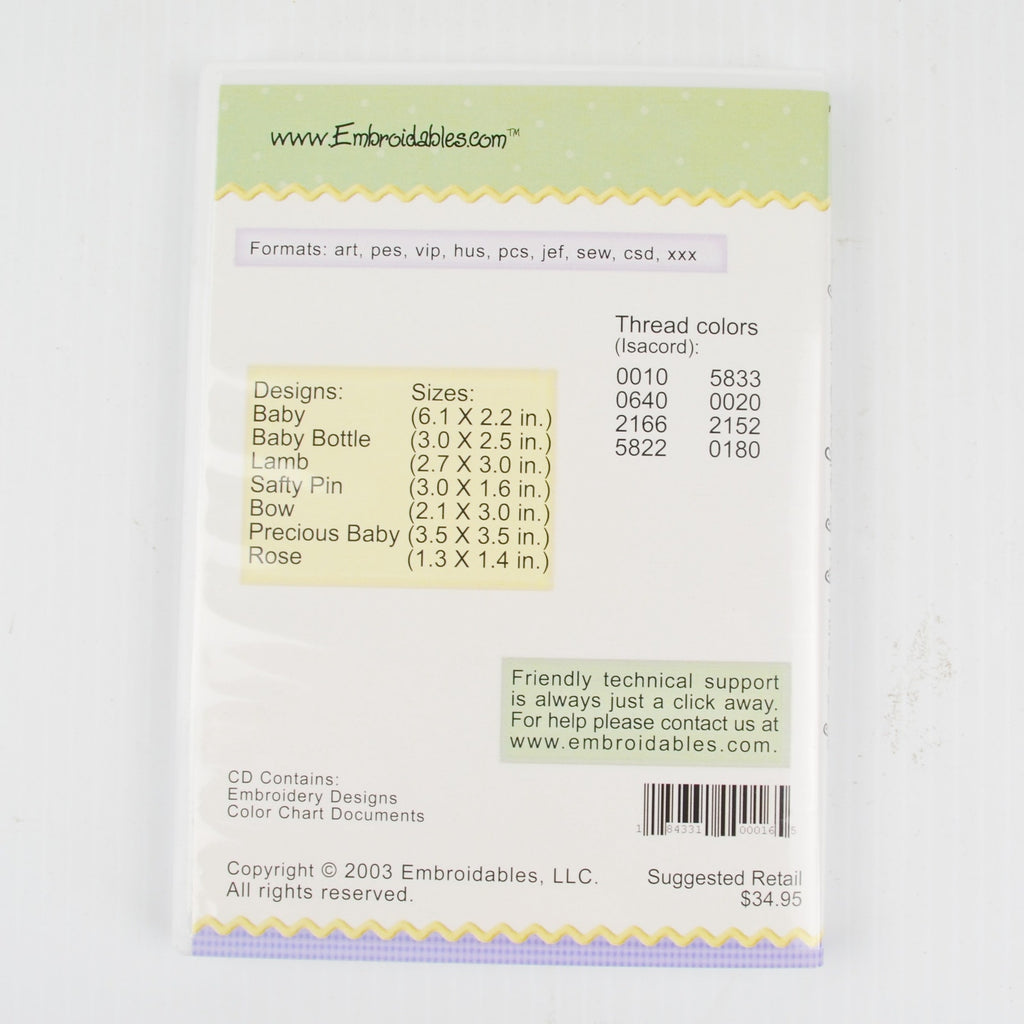 www.Embroidables.com™
Formats: art, pes, vip, hus, pcs, jef, sew, csd, xxx
Thread colors
(Isacord):
0010 5833
0640 0020
2166 2152
5822 0180
Designs: Sizes:
Baby (6.1 X 2.2 in.)
Baby Bottle (3.0 X 2.5 in.)
Lamb (2.7 X 3.0 in.)
Safty Pin (3.0 X 1.6 in.)
Bow (2.1 X 3.0 in.)
Precious Baby (3.5 X 3.5 in.)
Rose (1.3 X 1.4 in.)
Friendly technical support
is always just a click away.
For help please contact us at
www.embroidables.com.
CD Contains:
Embroidery Designs
Color Chart Documents
1 84331 00016 5
Copyright © 2003 Embroidables, LLC.
All rights reserved.
Suggested Retail
$34.95